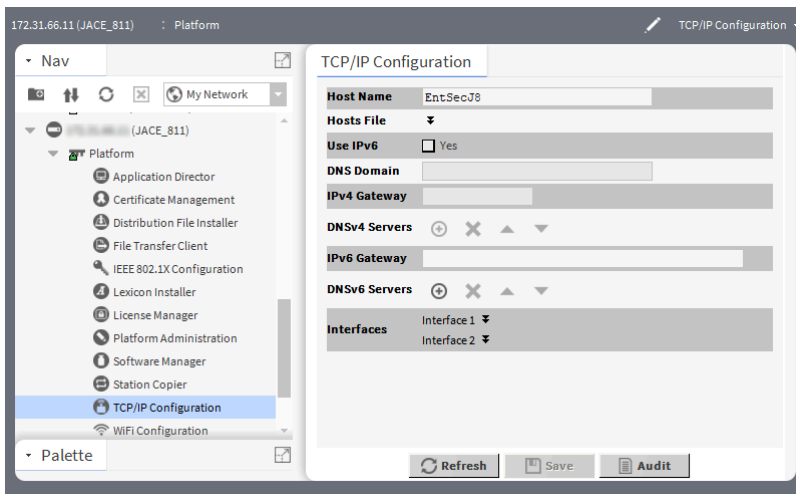 172.31.66.11 (JACE_811) : Platform TCP/IP Configuration
Nav
My Network
(JACE_811)
Platform
Application Director
Certificate Management
Distribution File Installer
File Transfer Client
IEEE 802.1X Configuration
Lexicon Installer
License Manager
Platform Administration
Software Manager
Station Copier
TCP/IP Configuration
WiFi Configuration
Palette
TCP/IP Configuration
Host Name EntSecJ8
Hosts File
Use IPv6 Yes
DNS Domain
IPv4 Gateway
DNSv4 Servers
IPv6 Gateway
DNSv6 Servers
Interfaces
Interface 1
Interface 2
Refresh Save Audit